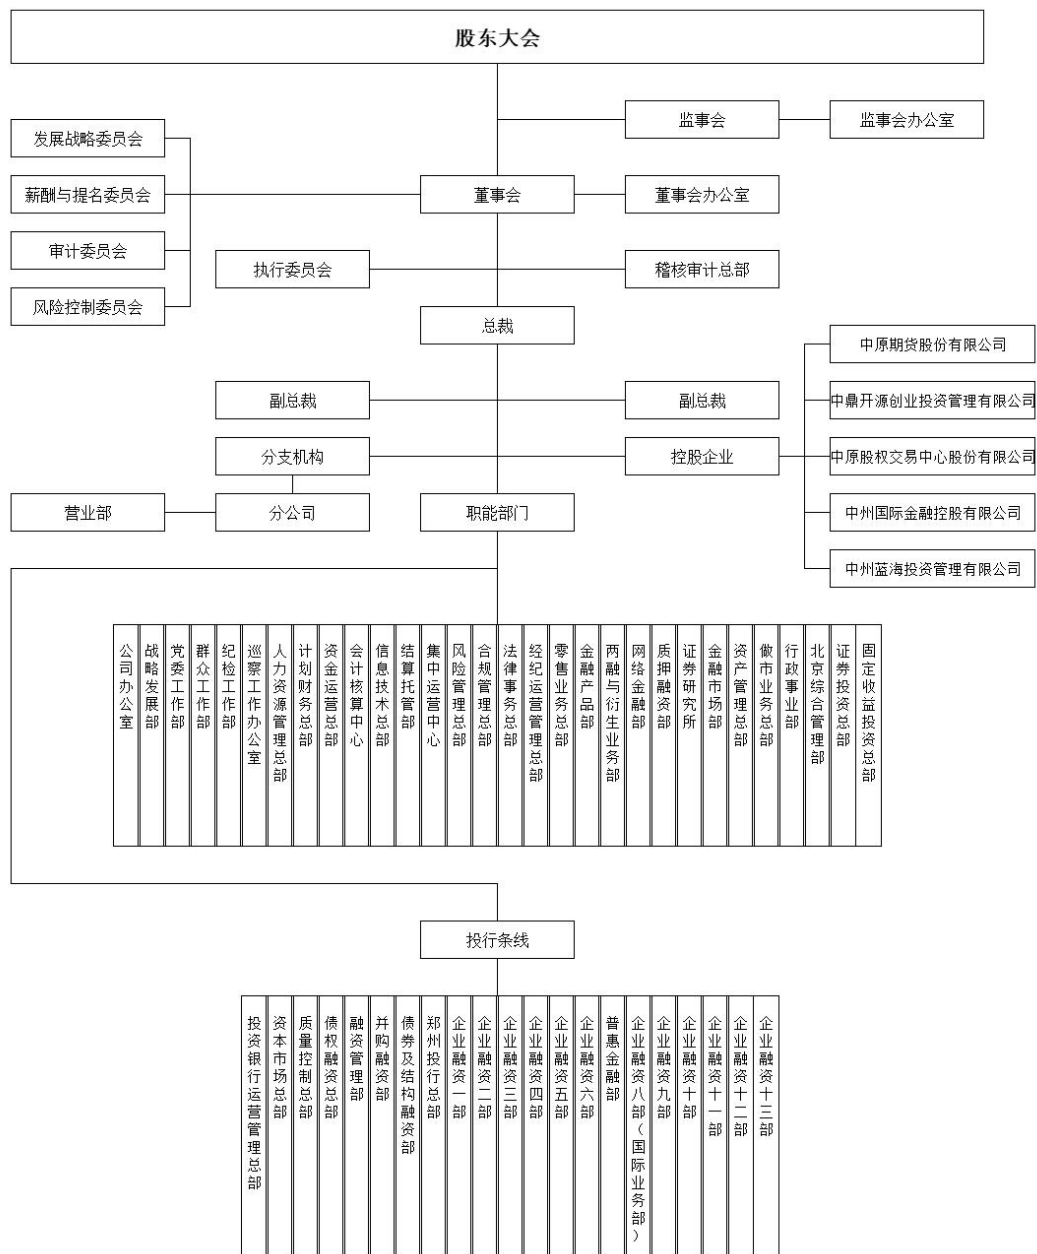 股东大会
监事会
监事会办公室
发展战略委员会
薪酬与提名委员会
董事会
董事会办公室
审计委员会
执行委员会
稽核审计总部
风险控制委员会
总裁
中原期货股份有限公司
副总裁
副总裁
中鼎开源创业投资管理有限公司
分支机构
控股企业
中原股权交易中心股份有限公司
营业部
分公司
职能部门
中州国际金融控股有限公司
中州蓝海投资管理有限公司
公司办公室
战略发展部
党委工作部
群众工作部
纪检工作部
巡察工作办公室
人力资源管理总部
计划财务总部
资金运营总部
会计核算中心
信息技术总部
结算托管部
集中运营中心
风险管理总部
合规管理总部
法律事务总部
经纪运营管理总部
零售业务总部
金融产品部
两融与衍生业务部
网络金融部
质押融资部
证券研究所
金融市场部
资产管理总部
做市业务总部
行政事业部
北京综合管理部
证券投资总部
固定收益投资总部
投行条线
投资银行运营管理总部
资本市场总部
质量控制总部
债权融资总部
融资管理部
并购融资部
债券及结构融资部
郑州投行总部
企业融资一部
企业融资二部
企业融资三部
企业融资四部
企业融资五部
企业融资六部
普惠金融部
企业融资八部（国际业务部）
企业融资九部
企业融资十部
企业融资十一部
企业融资十二部
企业融资十三部